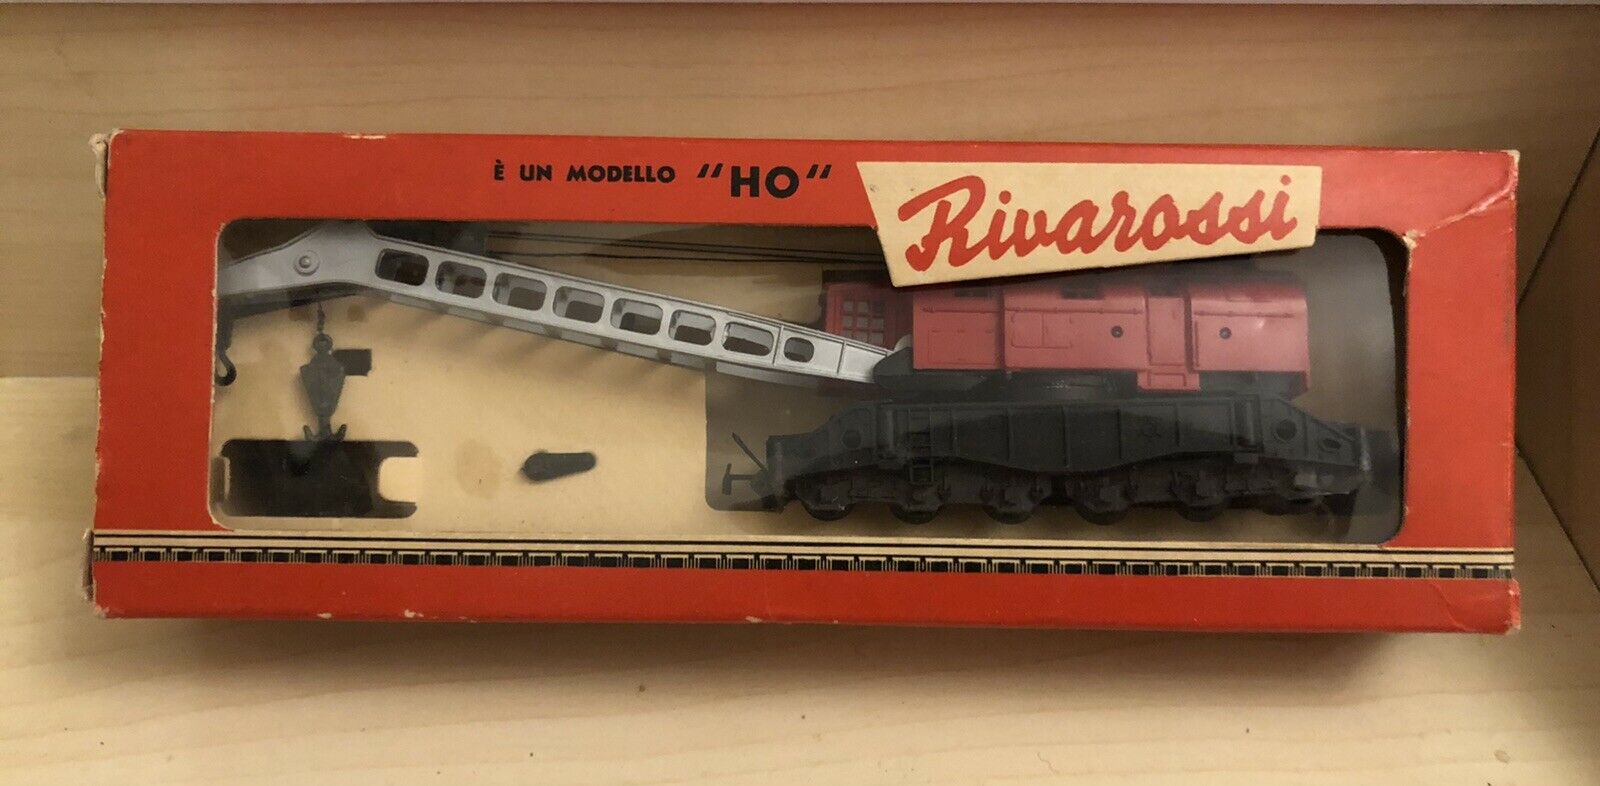 È UN MODELLO "HO"
Rivarossi